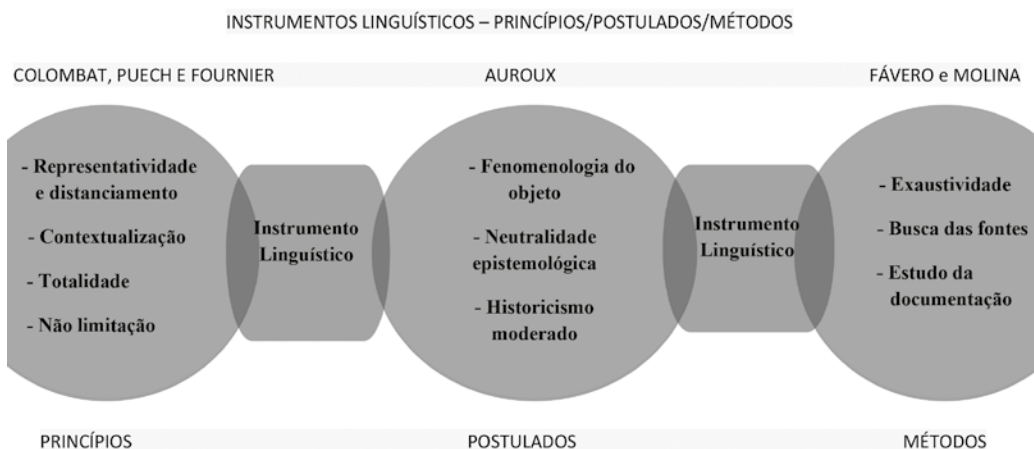 INSTRUMENTOS LINGUÍSTICOS – PRINCÍPIOS/POSTULADOS/MÉTODOS
COLOMBAT, PUECH E FOURNIER
AUROUX
FÁVERO e MOLINA
- Representatividade
e distanciamento
- Contextualização
- Totalidade
- Não limitação
Instrumento
Linguístico
- Fenomenologia do
objeto
- Neutralidade
epistemológica
- Historicismo
moderado
Instrumento
Linguístico
- Exaustividade
- Busca das fontes
- Estudo da
documentação
PRINCÍPIOS
POSTULADOS
MÉTODOS